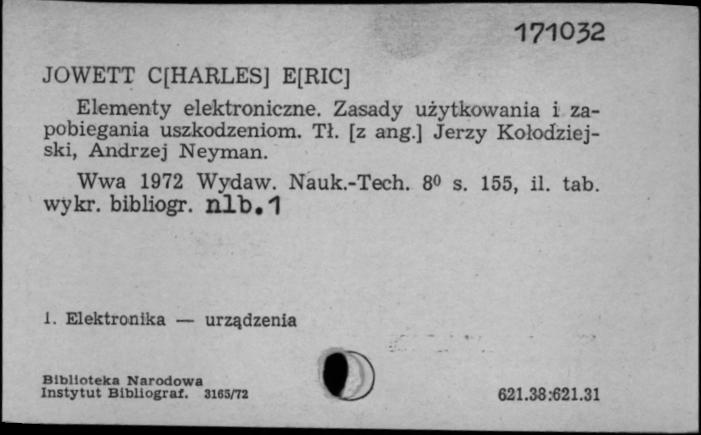 171032
JOWETT C[HARLES] E[RIC]
Elementy elektroniczne. Zasady użytkowania i za-
pobiegania uszkodzeniom. Tł. [z ang.] Jerzy Kołodziej-
ski, Andrzej Neyman.
Wwa 1972 Wydaw. Nauk.-Tech. 8⁰ s. 155, il. tab.
wykr. bibliogr. nlb.1
1. Elektronika — urządzenia
Biblioteka Narodowa
Instytut Bibliograf. 3165/72
621.38:621.31